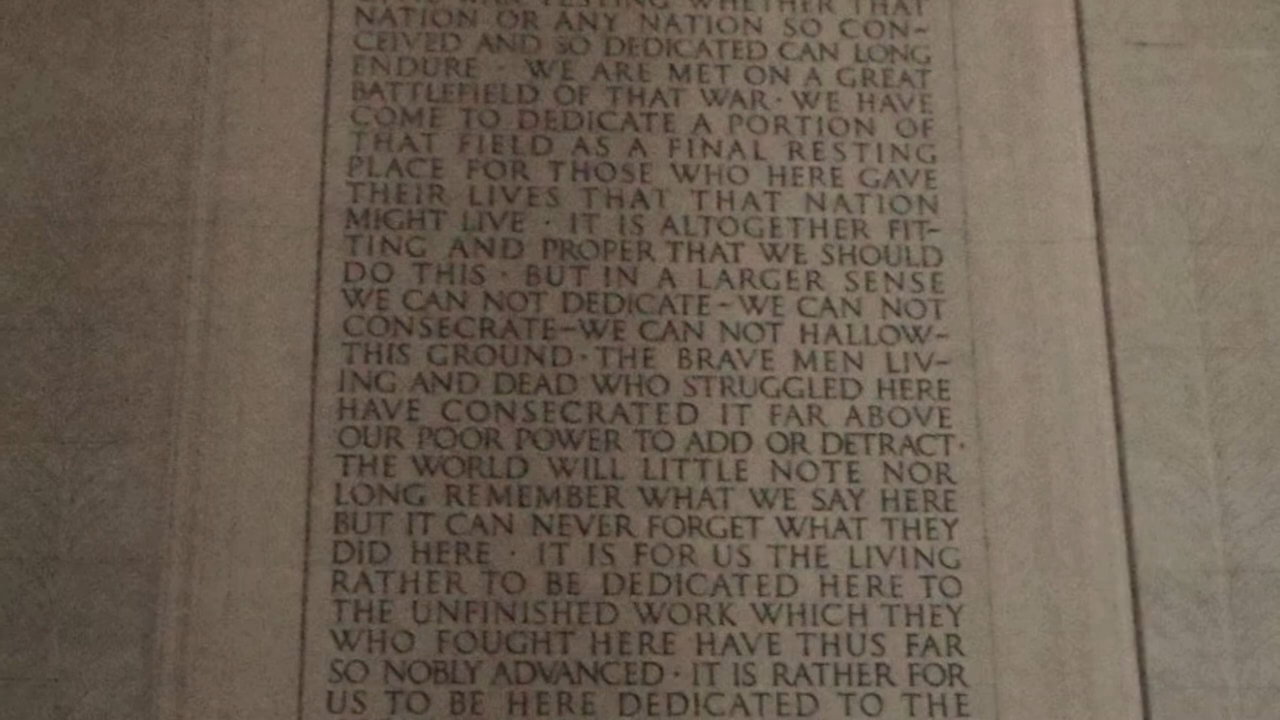 WAR TESTING WHETHER THAT
NATION OR ANY NATION SO CON-
CEIVED AND SO DEDICATED CAN LONG
ENDURE · WE ARE MET ON A GREAT
BATTLEFIELD OF THAT WAR · WE HAVE
COME TO DEDICATE A PORTION OF
THAT FIELD AS A FINAL RESTING
PLACE FOR THOSE WHO HERE GAVE
THEIR LIVES THAT THAT NATION
MIGHT LIVE · IT IS ALTOGETHER FIT-
TING AND PROPER THAT WE SHOULD
DO THIS · BUT IN A LARGER SENSE
WE CAN NOT DEDICATE-WE CAN NOT
CONSECRATE-WE CAN NOT HALLOW-
THIS GROUND · THE BRAVE MEN LIV-
ING AND DEAD WHO STRUGGLED HERE
HAVE CONSECRATED IT FAR ABOVE
OUR POOR POWER TO ADD OR DETRACT ·
THE WORLD WILL LITTLE NOTE NOR
LONG REMEMBER WHAT WE SAY HERE
BUT IT CAN NEVER FORGET WHAT THEY
DID HERE · IT IS FOR US THE LIVING
RATHER TO BE DEDICATED HERE TO
THE UNFINISHED WORK WHICH THEY
WHO FOUGHT HERE HAVE THUS FAR
SO NOBLY ADVANCED · IT IS RATHER FOR
US TO BE HERE DEDICATED TO THE